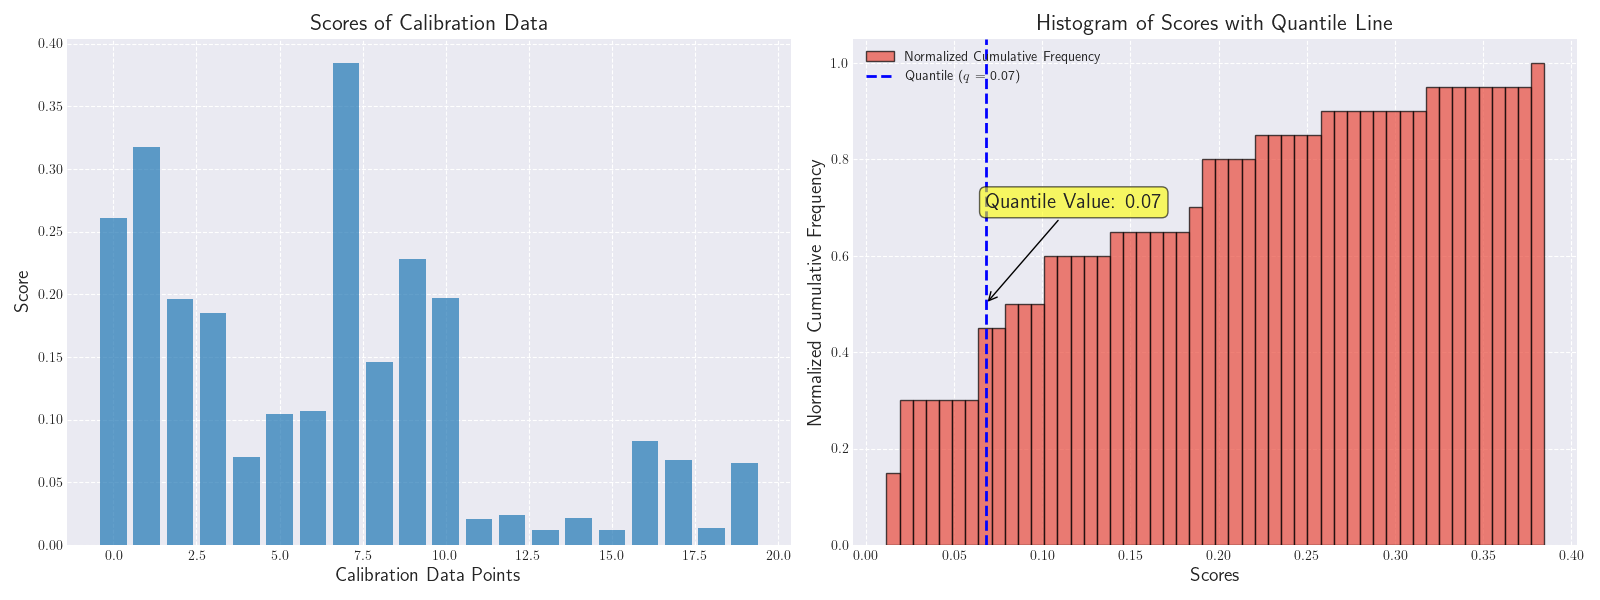 Scores of Calibration Data
0.40
0.35
0.30
0.25
0.20
0.15
0.10
0.05
0.00
Score
0.0 2.5 5.0 7.5 10.0 12.5 15.0 17.5 20.0
Calibration Data Points
Histogram of Scores with Quantile Line
Normalized Cumulative Frequency
Quantile (q = 0.07)
Quantile Value: 0.07
1.0
0.8
0.6
0.4
0.2
0.0
Normalized Cumulative Frequency
0.00 0.05 0.10 0.15 0.20 0.25 0.30 0.35 0.40
Scores